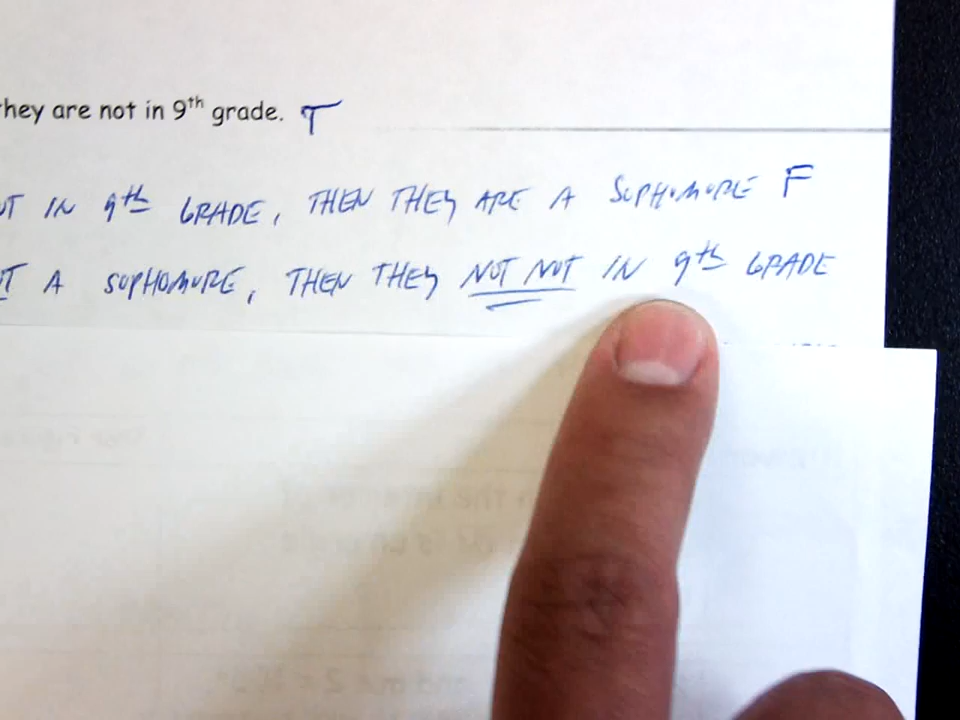 they are not in 9th grade. T
IN 9th GRADE, THEN THEY ARE A SOPHOMORE F
A SOPHOMORE, THEN THEY NOT NOT IN 9th GRADE